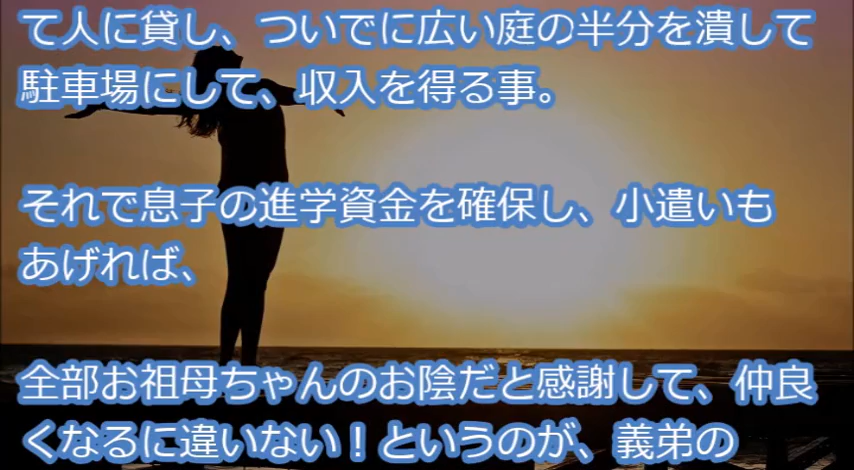 て人に貸し、ついでに広い庭の半分を潰して
駐車場にして、収入を得る事。
それで息子の進学資金を確保し、小遣いも
あげれば、
全部お祖母ちゃんのお陰だと感謝して、仲良
くなるに違いない！というのが、義弟の